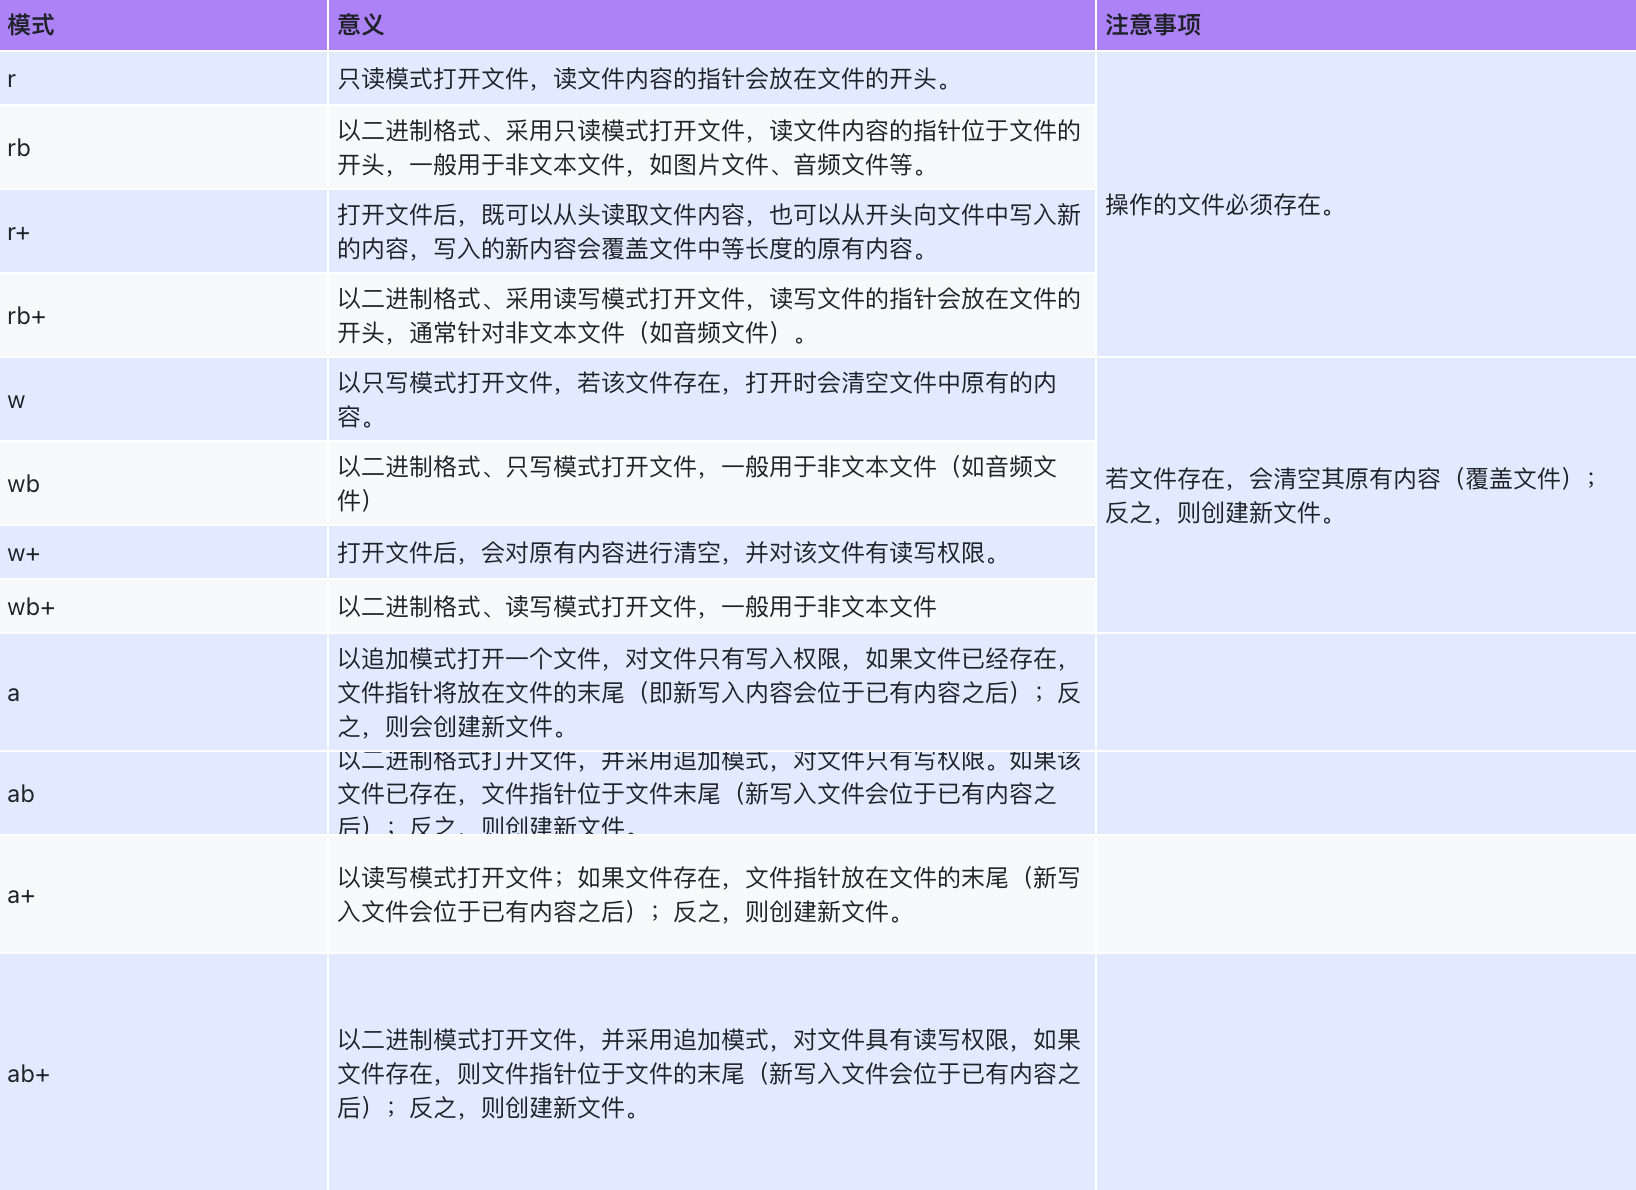 模式
意义
注意事项
r
只读模式打开文件，读文件内容的指针会放在文件的开头。
操作的文件必须存在。
rb
以二进制格式、采用只读模式打开文件，读文件内容的指针位于文件的
开头，一般用于非文本文件，如图片文件、音频文件等。
r+
打开文件后，既可以从头读取文件内容，也可以从开头向文件中写入新
的内容，写入的新内容会覆盖文件中等长度的原有内容。
rb+
以二进制格式、采用读写模式打开文件，读写文件的指针会放在文件的
开头，通常针对非文本文件（如音频文件）。
w
以只写模式打开文件，若该文件存在，打开时会清空文件中原有的内
容。
若文件存在，会清空其原有内容（覆盖文件）；
反之，则创建新文件。
wb
以二进制格式、只写模式打开文件，一般用于非文本文件（如音频文
件）
w+
打开文件后，会对原有内容进行清空，并对该文件有读写权限。
wb+
以二进制格式、读写模式打开文件，一般用于非文本文件
a
以追加模式打开一个文件，对文件只有写入权限，如果文件已经存在，
文件指针将放在文件的末尾（即新写入内容会位于已有内容之后）；反
之，则会创建新文件。
ab
以二进制格式打开文件，并采用追加模式，对文件只有写权限。如果该
文件已存在，文件指针位于文件末尾（新写入文件会位于已有内容之
后）；反之，则创建新文件。
a+
以读写模式打开文件；如果文件存在，文件指针放在文件的末尾（新写
入文件会位于已有内容之后）；反之，则创建新文件。
ab+
以二进制模式打开文件，并采用追加模式，对文件具有读写权限，如果
文件存在，则文件指针位于文件的末尾（新写入文件会位于已有内容之
后）；反之，则创建新文件。